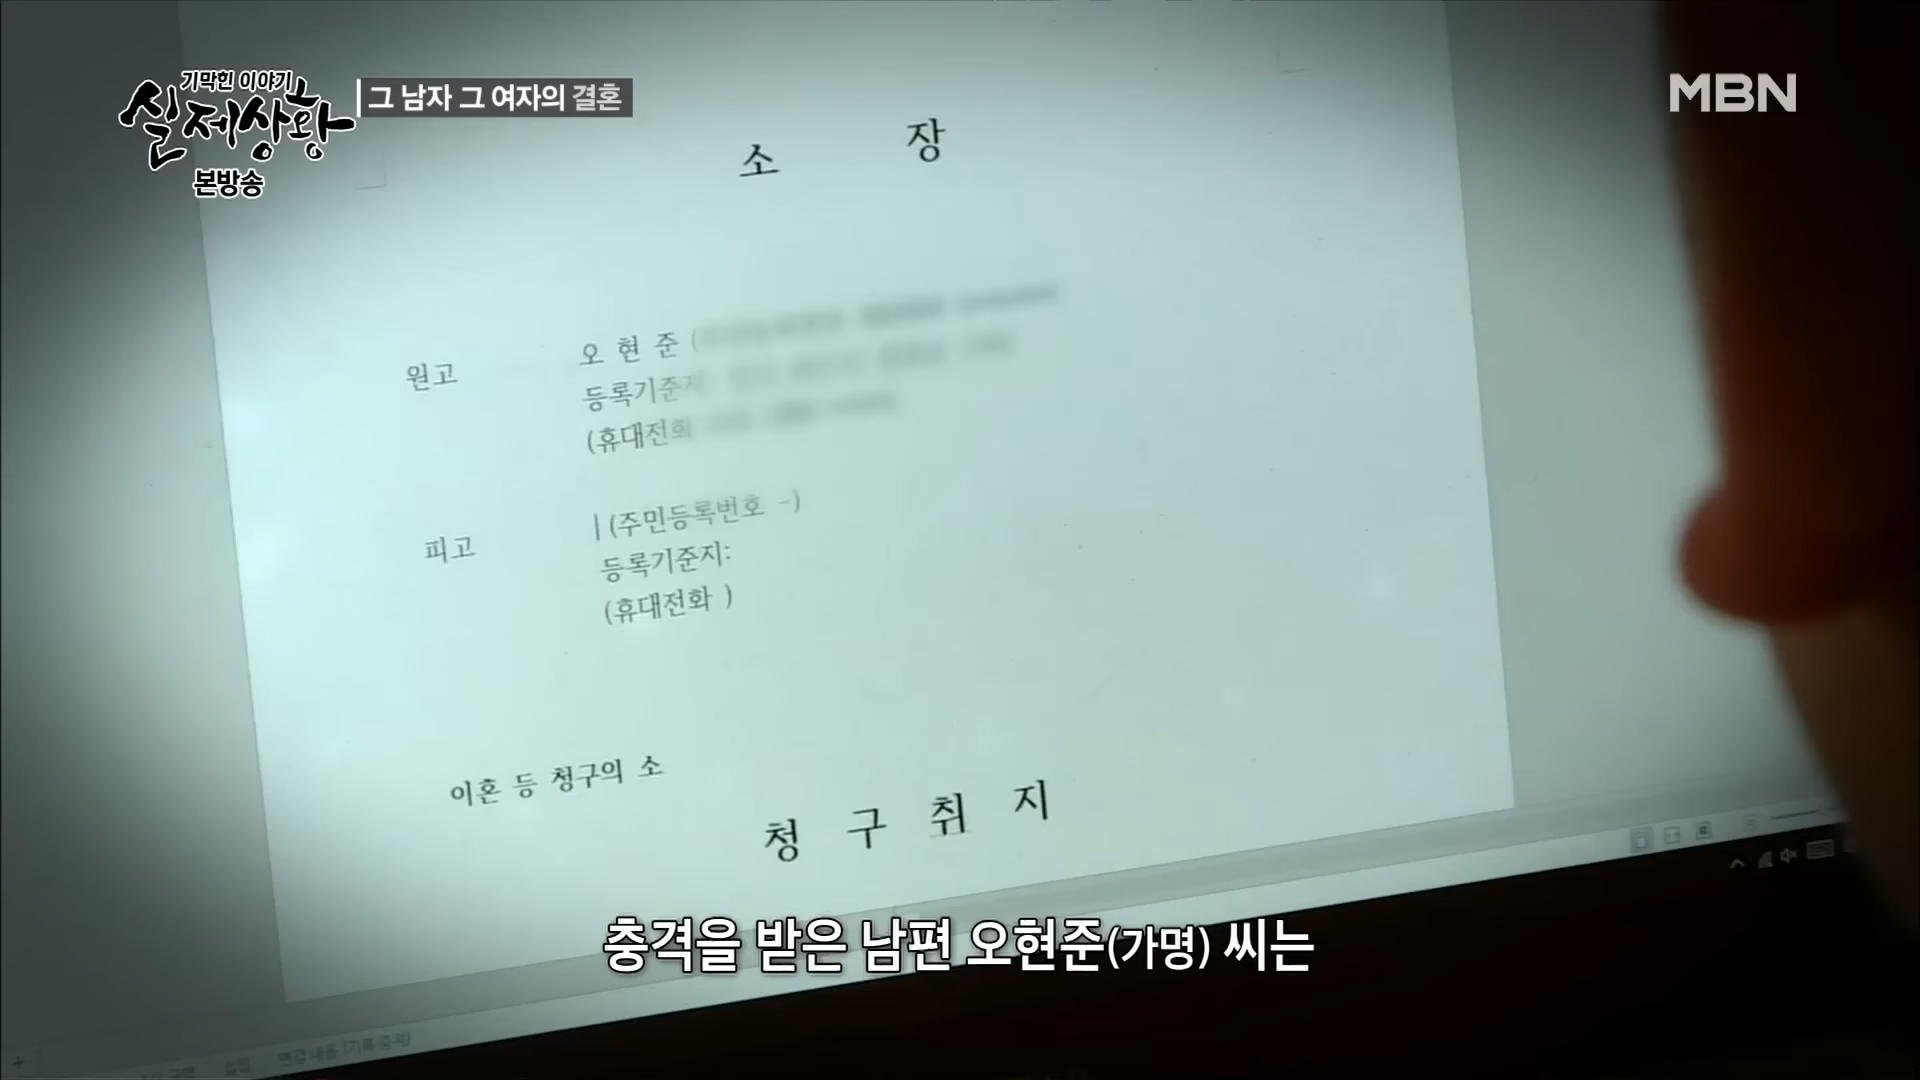 기막힌 이야기
실제상황
본방송
그 남자 그 여자의 결혼
MBN
소 장
원고
오 현 준 (
등록기준지:
(휴대전화
피고
(주민등록번호 -)
등록기준지:
(휴대전화 )
이혼 등 청구의 소
청 구 취 지
충격을 받은 남편 오현준(가명) 씨는